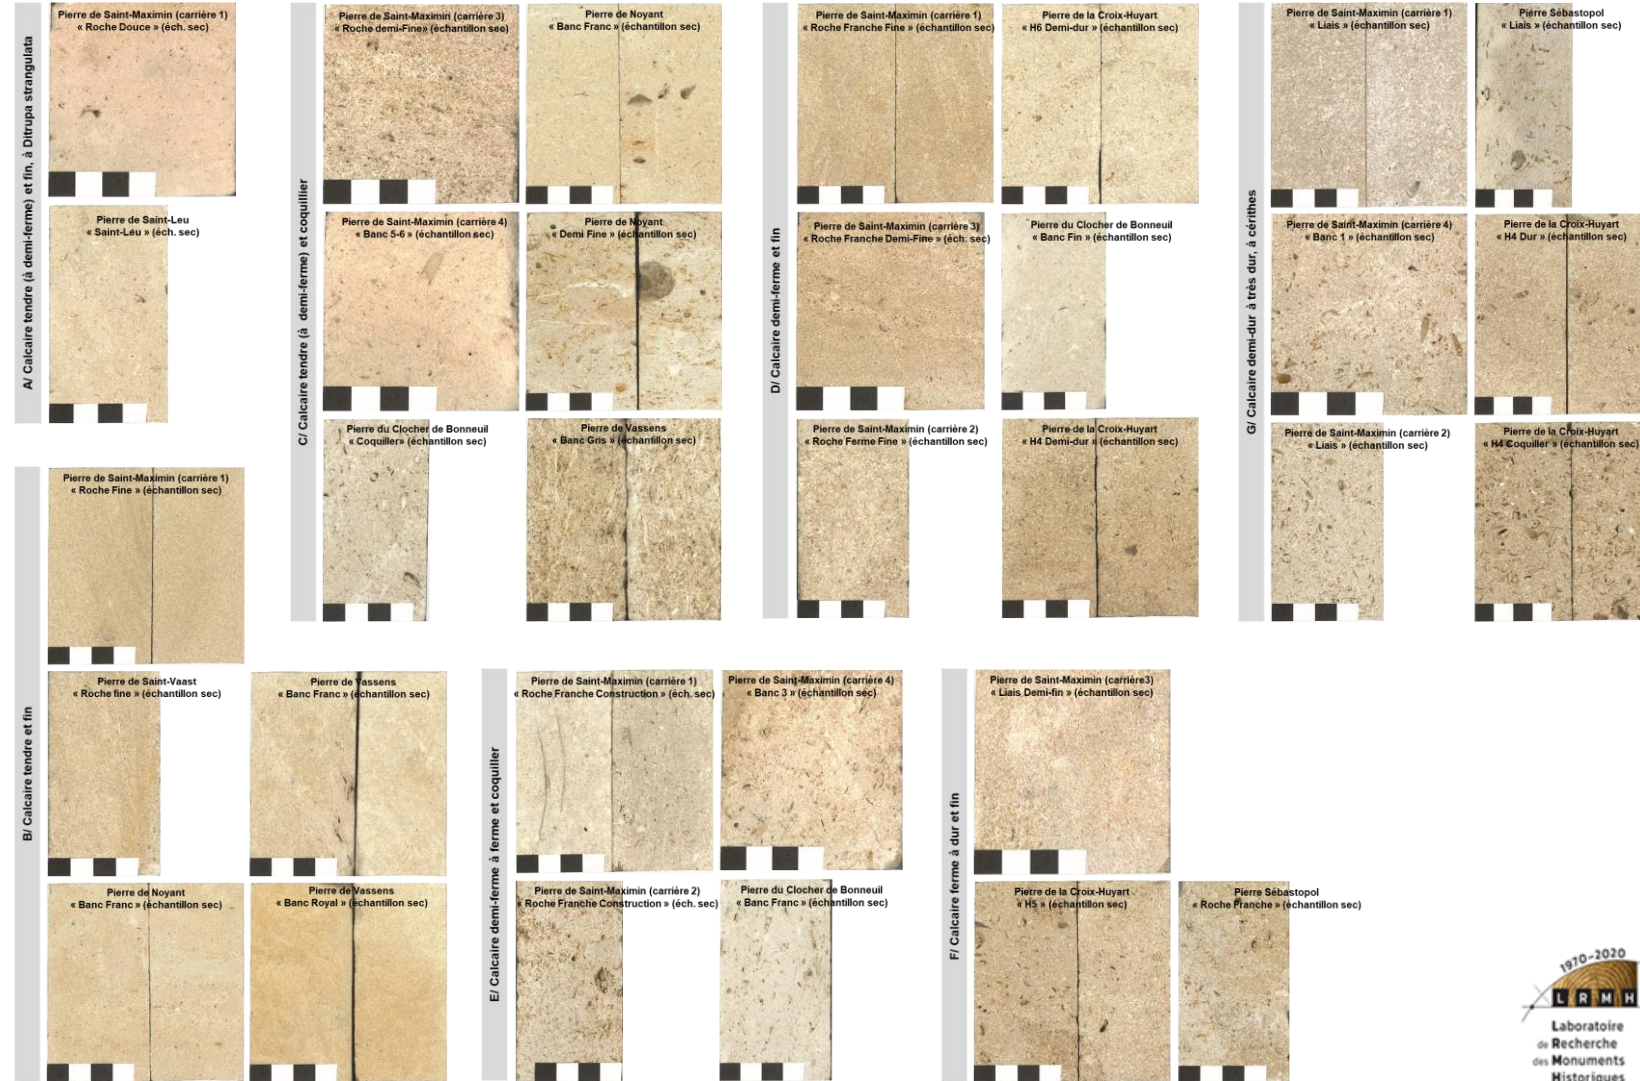 A/ Calcaire tendre (à demi-ferme) et fin, à Ditrupa strangulata
Pierre de Saint-Maximin (carrière 1)
« Roche Douce » (éch. sec)
Pierre de Saint-Leu
« Saint-Leu » (éch. sec)
B/ Calcaire tendre et fin
Pierre de Saint-Maximin (carrière 1)
« Roche Fine » (échantillon sec)
Pierre de Saint-Vaast
« Roche fine » (échantillon sec)
Pierre de Vassens
« Banc Franc » (échantillon sec)
Pierre de Noyant
« Banc Franc » (échantillon sec)
Pierre de Vassens
« Banc Royal » (échantillon sec)
C/ Calcaire tendre (à demi-ferme) et coquillier
Pierre de Saint-Maximin (carrière 3)
« Roche demi-Fine» (échantillon sec)
Pierre de Noyant
« Banc Franc » (échantillon sec)
Pierre de Saint-Maximin (carrière 4)
« Banc 5-6 » (échantillon sec)
Pierre de Noyant
« Demi Fine » (échantillon sec)
Pierre du Clocher de Bonneuil
« Coquiller» (échantillon sec)
Pierre de Vassens
« Banc Gris » (échantillon sec)
D/ Calcaire demi-ferme et fin
Pierre de Saint-Maximin (carrière 1)
« Roche Franche Fine » (échantillon sec)
Pierre de la Croix-Huyart
« H6 Demi-dur » (échantillon sec)
Pierre de Saint-Maximin (carrière 3)
« Roche Franche Demi-Fine » (éch. sec)
Pierre du Clocher de Bonneuil
« Banc Fin » (échantillon sec)
Pierre de Saint-Maximin (carrière 2)
« Roche Ferme Fine » (échantillon sec)
Pierre de la Croix-Huyart
« H4 Demi-dur » (échantillon sec)
E/ Calcaire demi-ferme à ferme et coquiller
Pierre de Saint-Maximin (carrière 1)
« Roche Franche Construction » (éch. sec)
Pierre de Saint-Maximin (carrière 4)
« Banc 3 » (échantillon sec)
Pierre de Saint-Maximin (carrière 2)
« Roche Franche Construction » (éch. sec)
Pierre du Clocher de Bonneuil
« Banc Franc » (échantillon sec)
F/ Calcaire ferme à dur et fin
Pierre de Saint-Maximin (carrière3)
« Liais Demi-fin » (échantillon sec)
Pierre de la Croix-Huyart
« H5 » (échantillon sec)
Pierre Sébastopol
« Roche Franche » (échantillon sec)
G/ Calcaire demi-dur à très dur, à cérithes
Pierre de Saint-Maximin (carrière 1)
« Liais » (échantillon sec)
Pierre Sébastopol
« Liais » (échantillon sec)
Pierre de Saint-Maximin (carrière 4)
« Banc 1 » (échantillon sec)
Pierre de la Croix-Huyart
« H4 Dur » (échantillon sec)
Pierre de Saint-Maximin (carrière 2)
« Liais » (échantillon sec)
Pierre de la Croix-Huyart
« H4 Coquiller » (échantillon sec)
1970-2020
LRMH
Laboratoire
de Recherche
des Monuments
Historiques